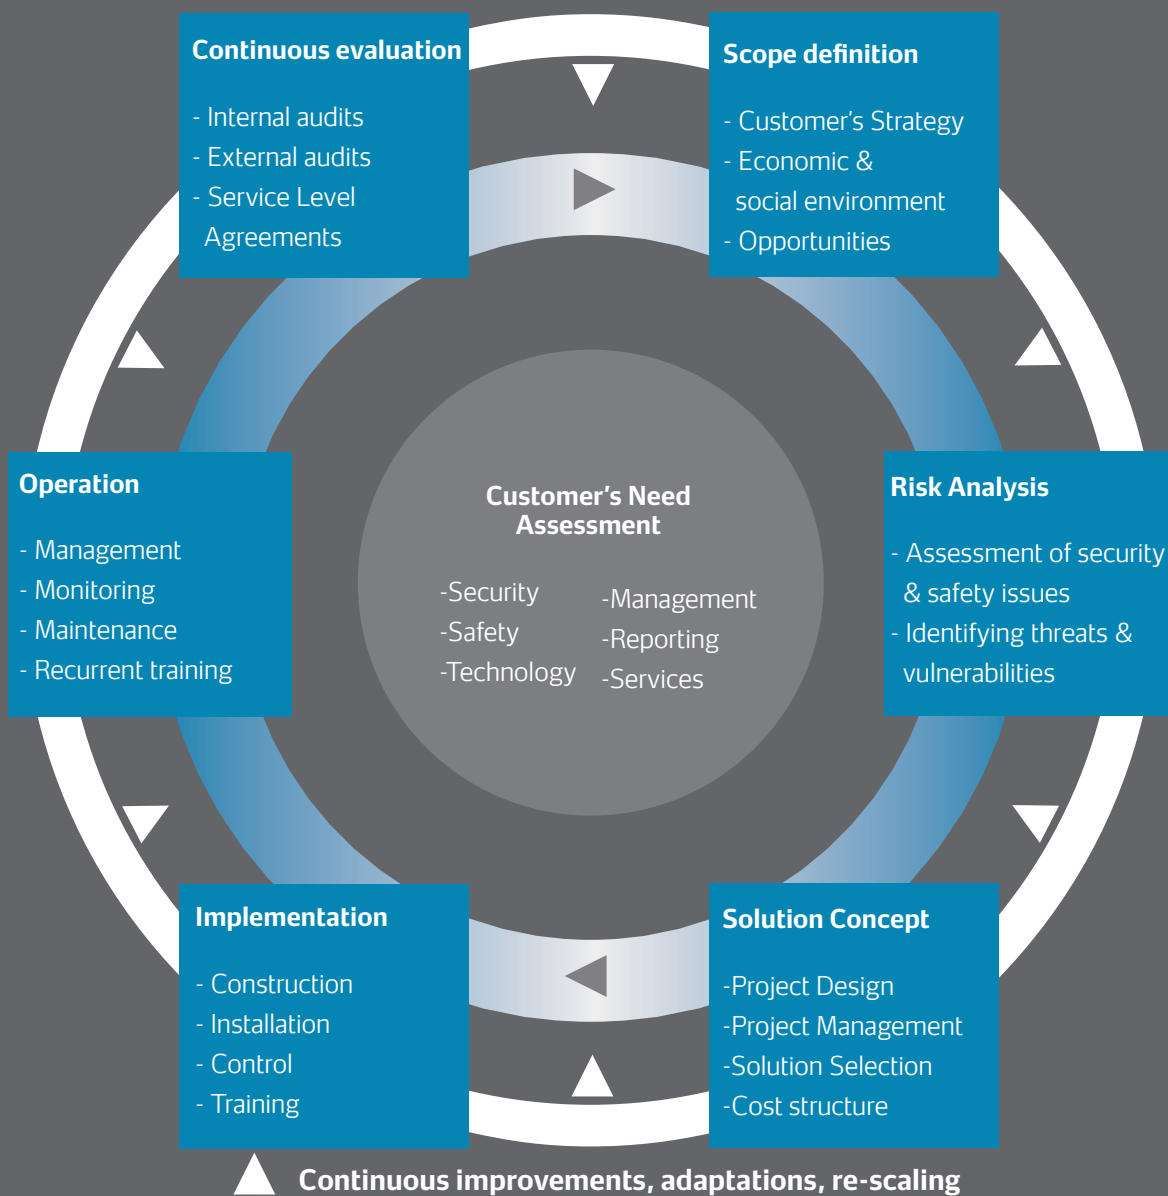 Continuous evaluation
- Internal audits
- External audits
- Service Level
Agreements
Scope definition
- Customer's Strategy
- Economic &
social environment
- Opportunities
Operation
- Management
- Monitoring
- Maintenance
- Recurrent training
Customer's Need
Assessment
-Security
-Safety
-Technology
-Management
-Reporting
-Services
Risk Analysis
- Assessment of security
& safety issues
- Identifying threats &
vulnerabilities
Implementation
- Construction
- Installation
- Control
- Training
Solution Concept
-Project Design
-Project Management
-Solution Selection
-Cost structure
Continuous improvements, adaptations, re-scaling